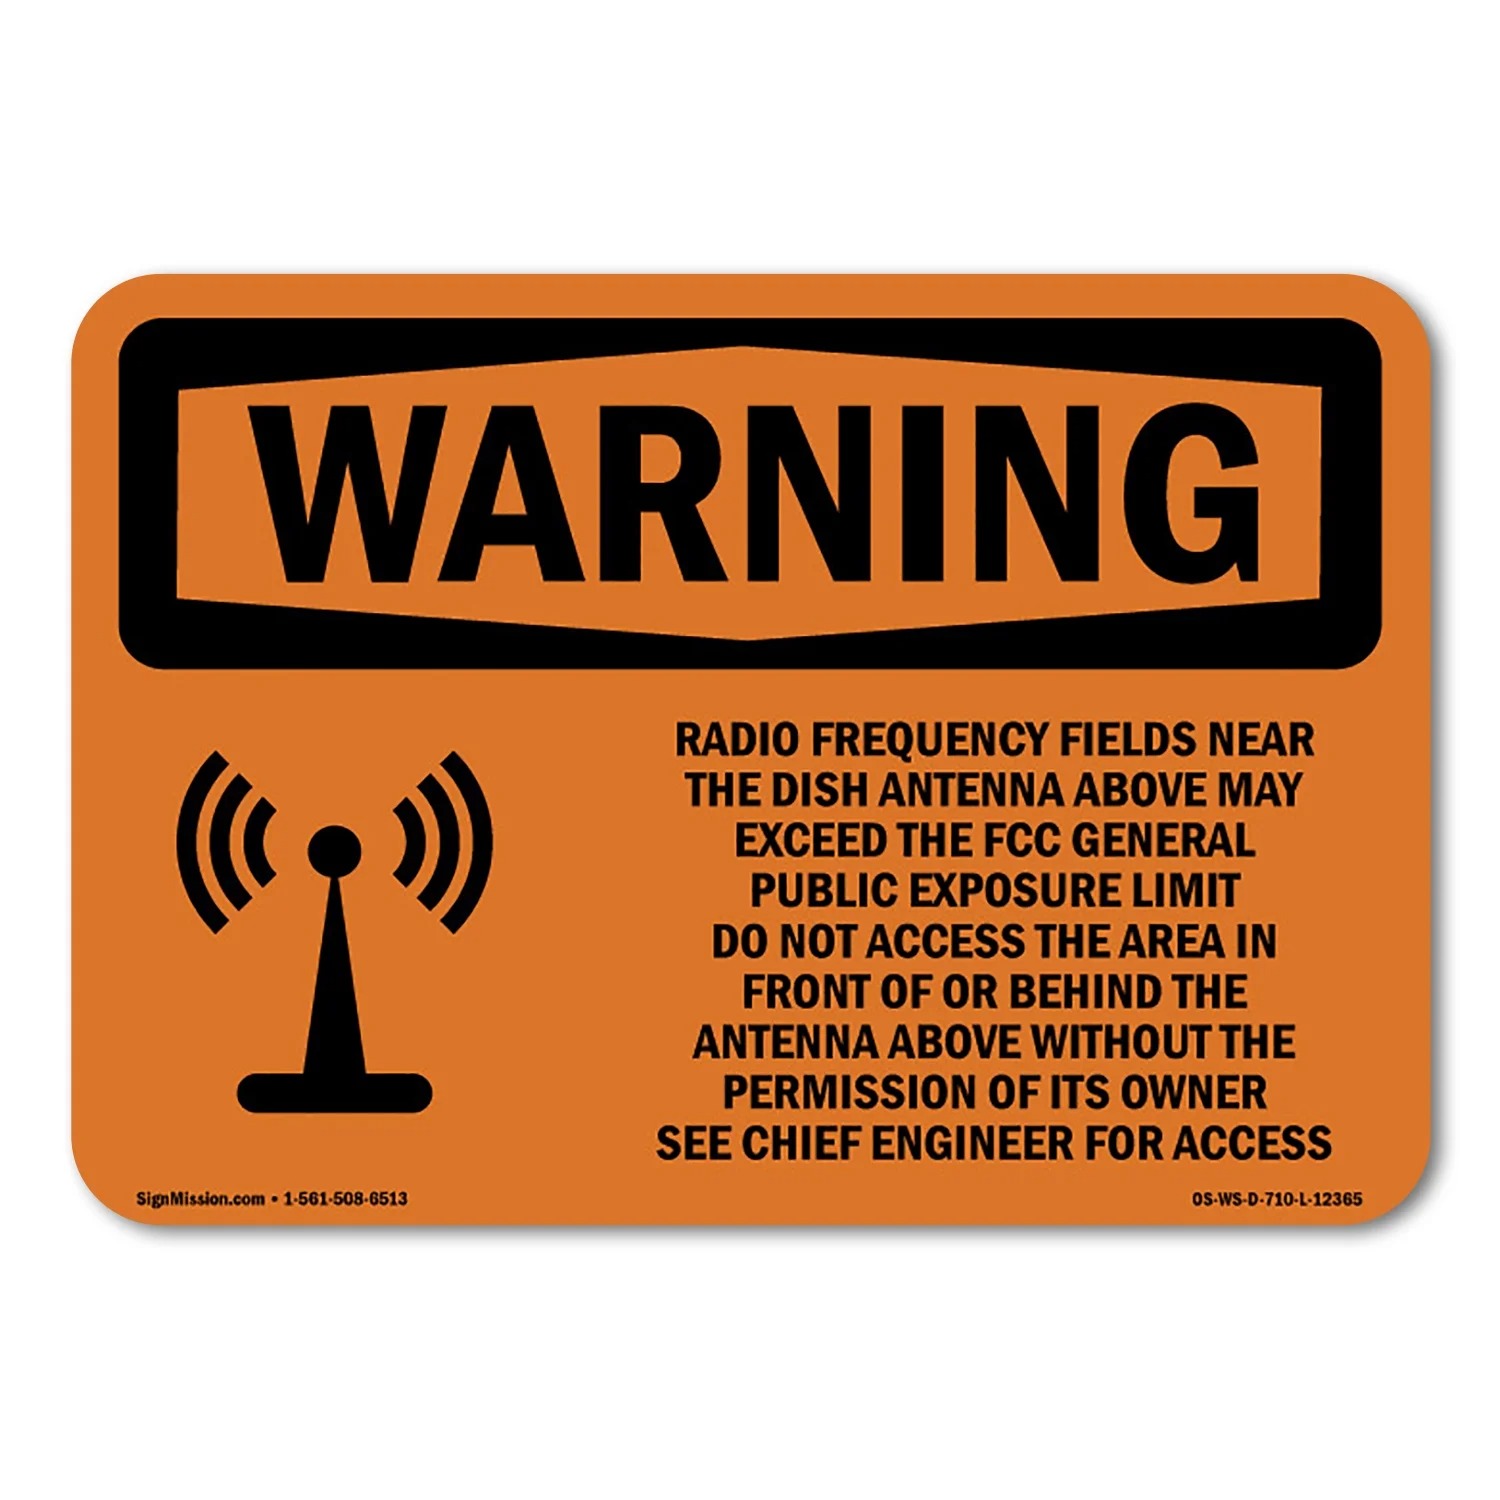 WARNING
RADIO FREQUENCY FIELDS NEAR
THE DISH ANTENNA ABOVE MAY
EXCEED THE FCC GENERAL
PUBLIC EXPOSURE LIMIT
DO NOT ACCESS THE AREA IN
FRONT OF OR BEHIND THE
ANTENNA ABOVE WITHOUT THE
PERMISSION OF ITS OWNER
SEE CHIEF ENGINEER FOR ACCESS
SignMission.com • 1-561-508-6513
OS-WS-D-710-L-12365